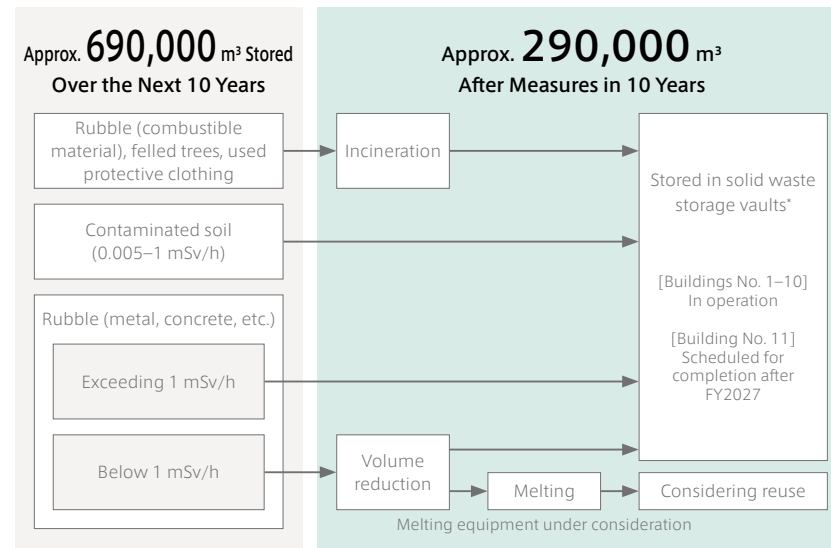 Approx. 690,000 m³ Stored
Over the Next 10 Years
Approx. 290,000 m³
After Measures in 10 Years
Rubble (combustible
material), felled trees, used
protective clothing
Incineration
Contaminated soil
(0.005–1 mSv/h)
Rubble (metal, concrete, etc.)
Exceeding 1 mSv/h
Below 1 mSv/h
Volume
reduction
Melting
Melting equipment under consideration
Stored in solid waste
storage vaults*
[Buildings No. 1–10]
In operation
[Building No. 11]
Scheduled for
completion after
FY2027
Considering reuse